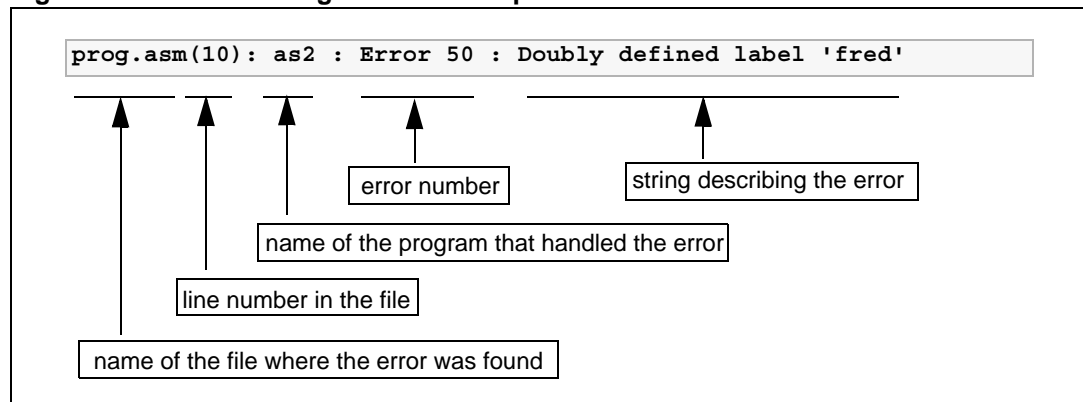 prog.asm(10): as2 : Error 50 : Doubly defined label 'fred'
error number
string describing the error
name of the program that handled the error
line number in the file
name of the file where the error was found